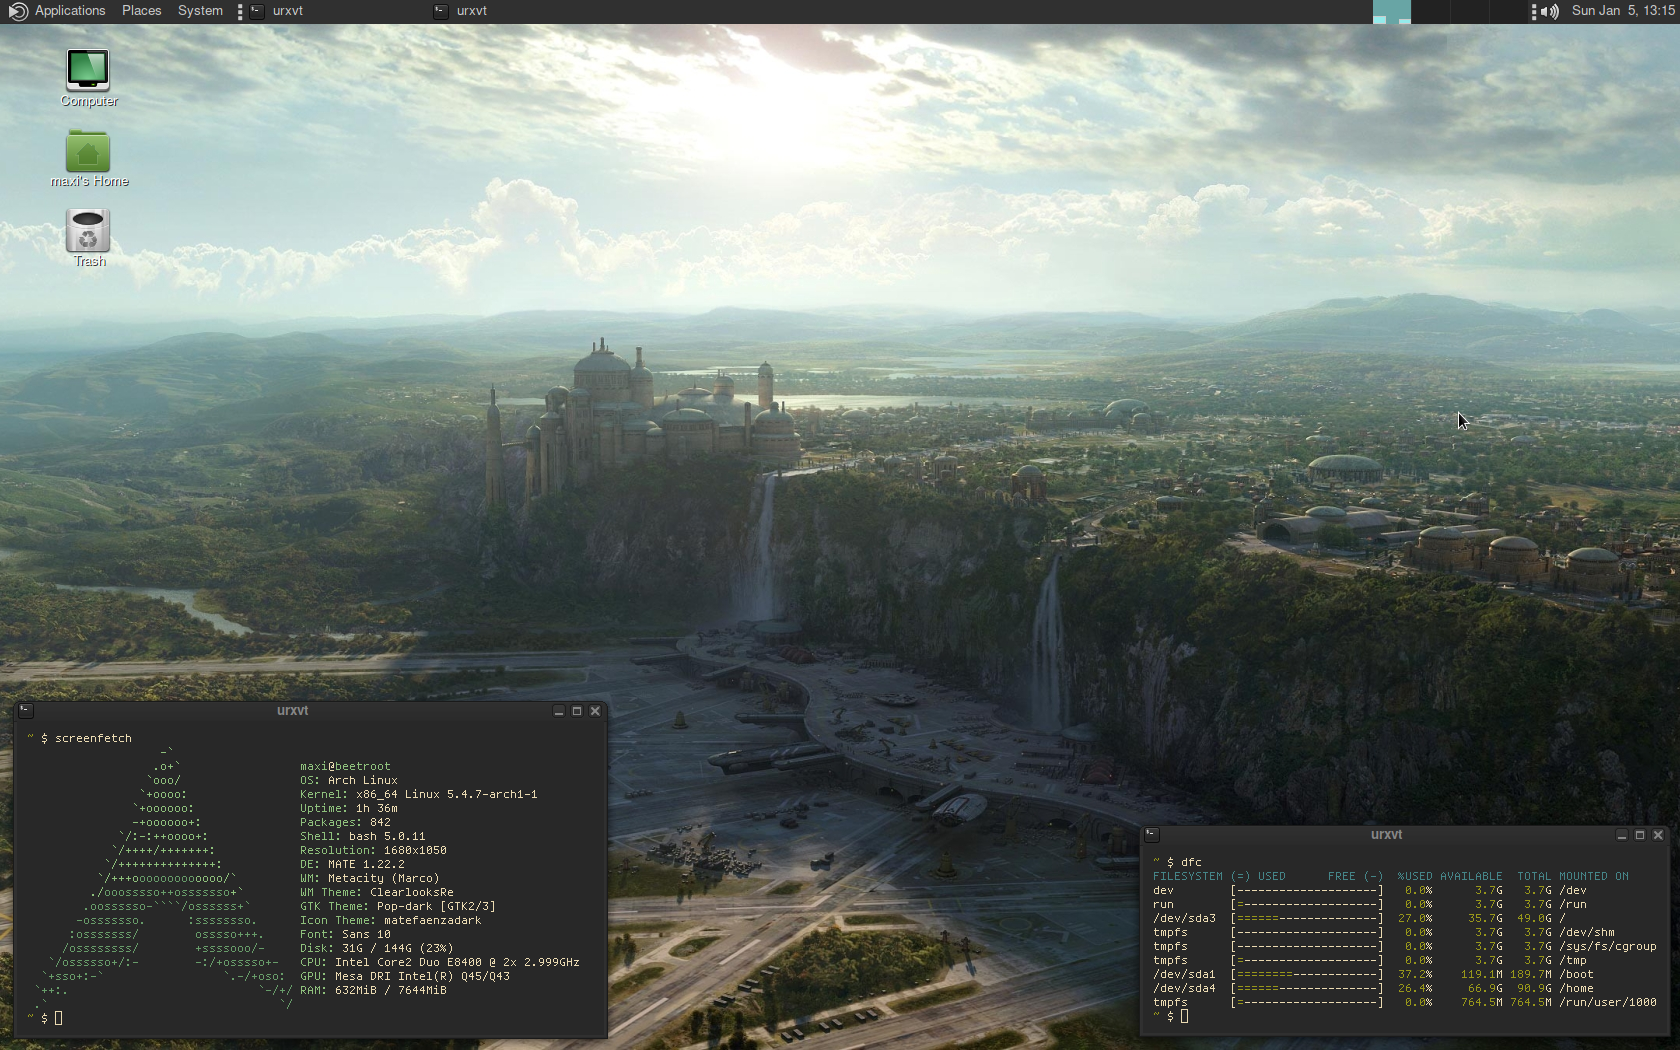 Applications Places System urxvt urxvt Sun Jan 5, 13:15
Computer
maxi's Home
Trash
urxvt
~ $ screenfetch
maxi@beetroot
OS: Arch Linux
Kernel: x86_64 Linux 5.4.7-arch1-1
Uptime: 1h 36m
Packages: 842
Shell: bash 5.0.11
Resolution: 1680x1050
DE: MATE 1.22.2
WM: Metacity (Marco)
WM Theme: ClearlooksRe
GTK Theme: Pop-dark [GTK2/3]
Icon Theme: matefaenzadark
Font: Sans 10
Disk: 31G / 144G (23%)
CPU: Intel Core2 Duo E8400 @ 2x 2.999GHz
GPU: Mesa DRI Intel(R) Q45/Q43
RAM: 632MiB / 7644MiB
~ $
urxvt
~ $ dfc
FILESYSTEM (=) USED FREE (-) %USED AVAILABLE TOTAL MOUNTED ON
dev [--------------------] 0.0% 3.7G 3.7G /dev
run [=-------------------] 0.0% 3.7G 3.7G /run
/dev/sda3 [======--------------] 27.0% 35.7G 49.0G /
tmpfs [--------------------] 0.0% 3.7G 3.7G /dev/shm
tmpfs [--------------------] 0.0% 3.7G 3.7G /sys/fs/cgroup
tmpfs [=-------------------] 0.0% 3.7G 3.7G /tmp
/dev/sda1 [========------------] 37.2% 119.1M 189.7M /boot
/dev/sda4 [======--------------] 26.4% 66.9G 90.9G /home
tmpfs [=-------------------] 0.0% 764.5M 764.5M /run/user/1000
~ $